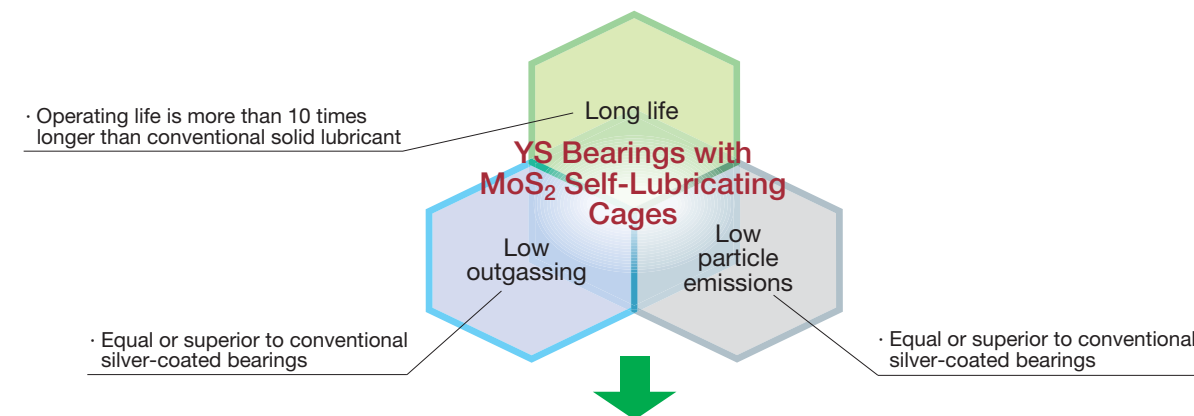 Long life
· Operating life is more than 10 times
longer than conventional solid lubricant
YS Bearings with
MoS₂ Self-Lubricating
Cages
Low
outgassing
Low
particle
emissions
· Equal or superior to conventional
silver-coated bearings
· Equal or superior to conventional
silver-coated bearings